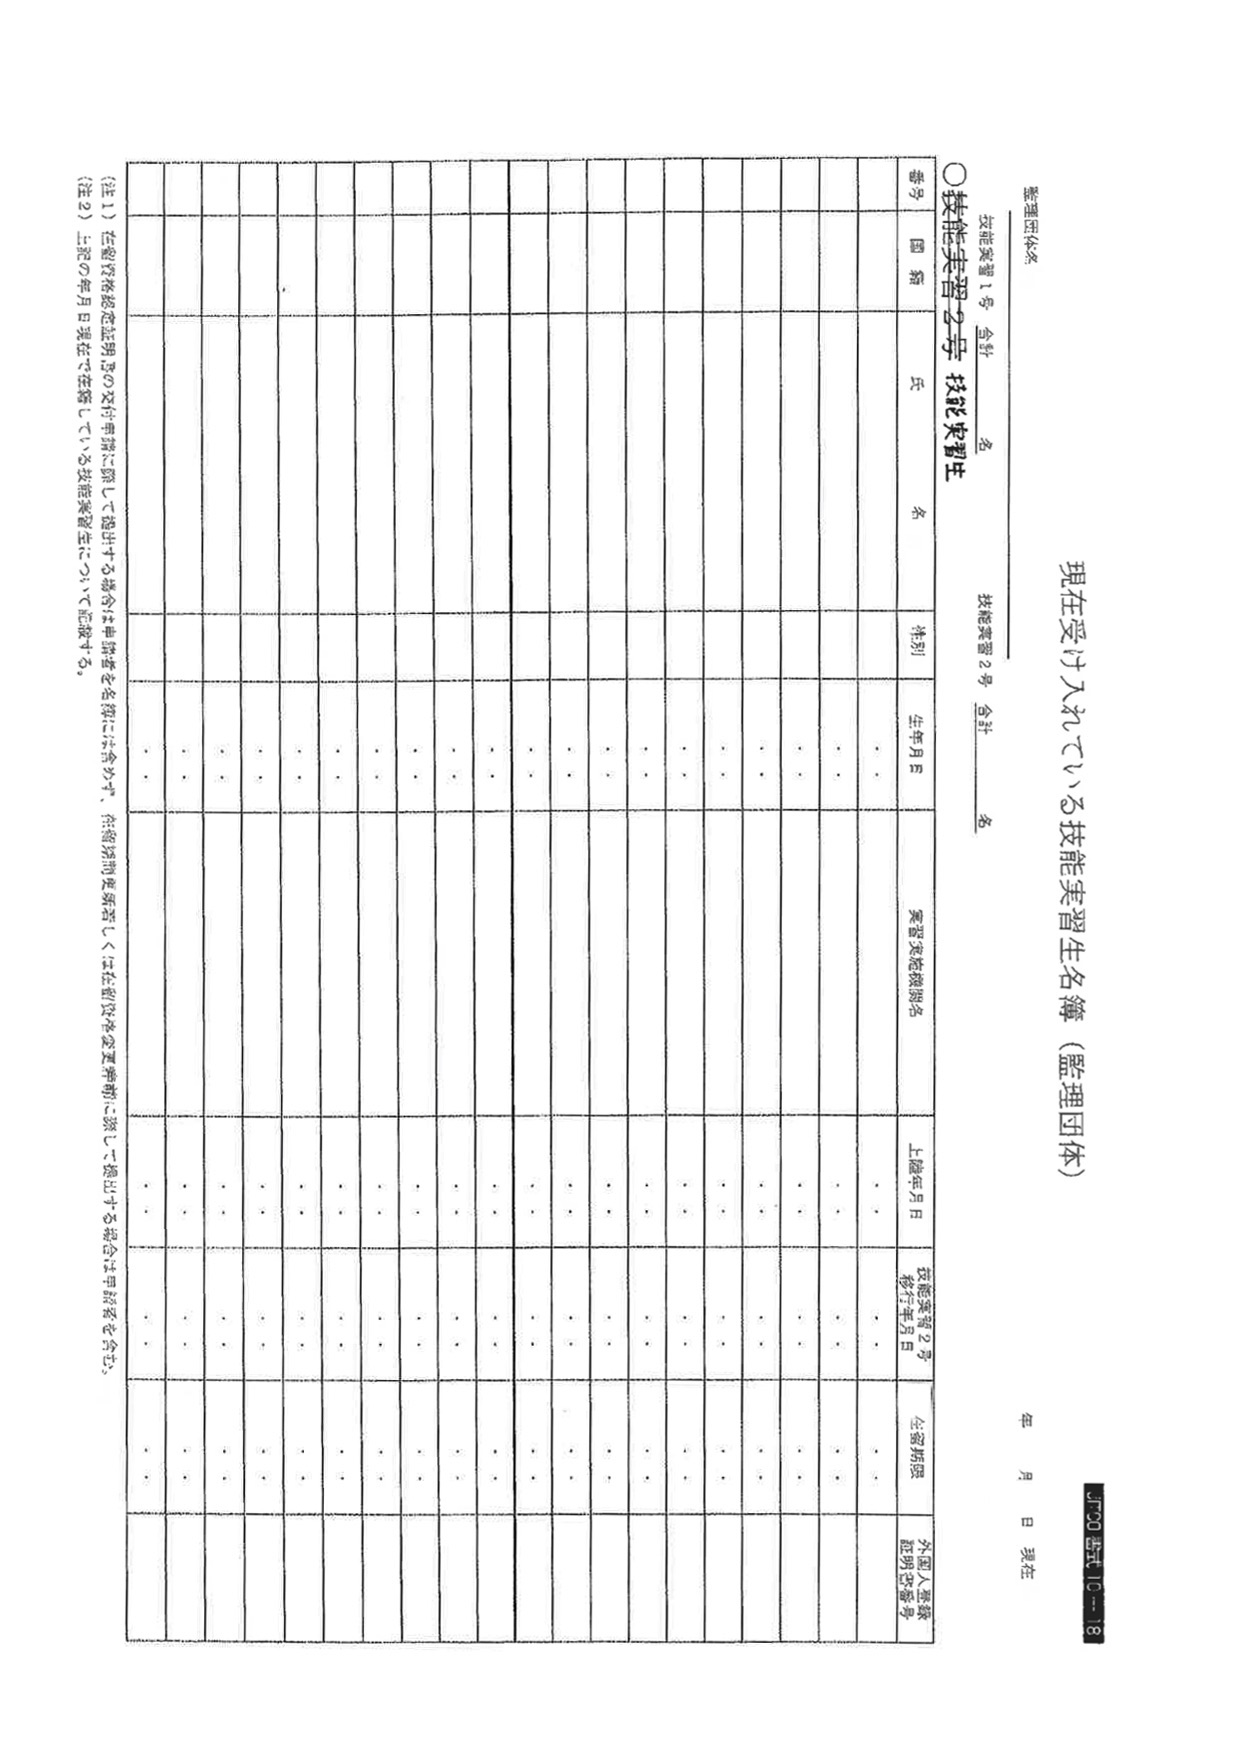 JITCO書式10―18
現在受け入れている技能実習生名簿(監理団体)
年 月 日 現在
監理団体名
技能実習1号 合計 名 技能実習2号 合計 名
○技能実習2号 技能実習生
番号 国籍 氏名 性別 生年月日 実習実施機関名 上陸年月日 技能実習2号移行年月日 在留期限 外国人登録証明書番号
(注1) 在留資格認定証明書の交付申請に際して提出する場合は申請者を名簿には含めず、在留期間更新若しくは在留資格変更申請に際して提出する場合は申請者を含む。
(注2) 上記の年月日現在で在籍している技能実習生について記載する。